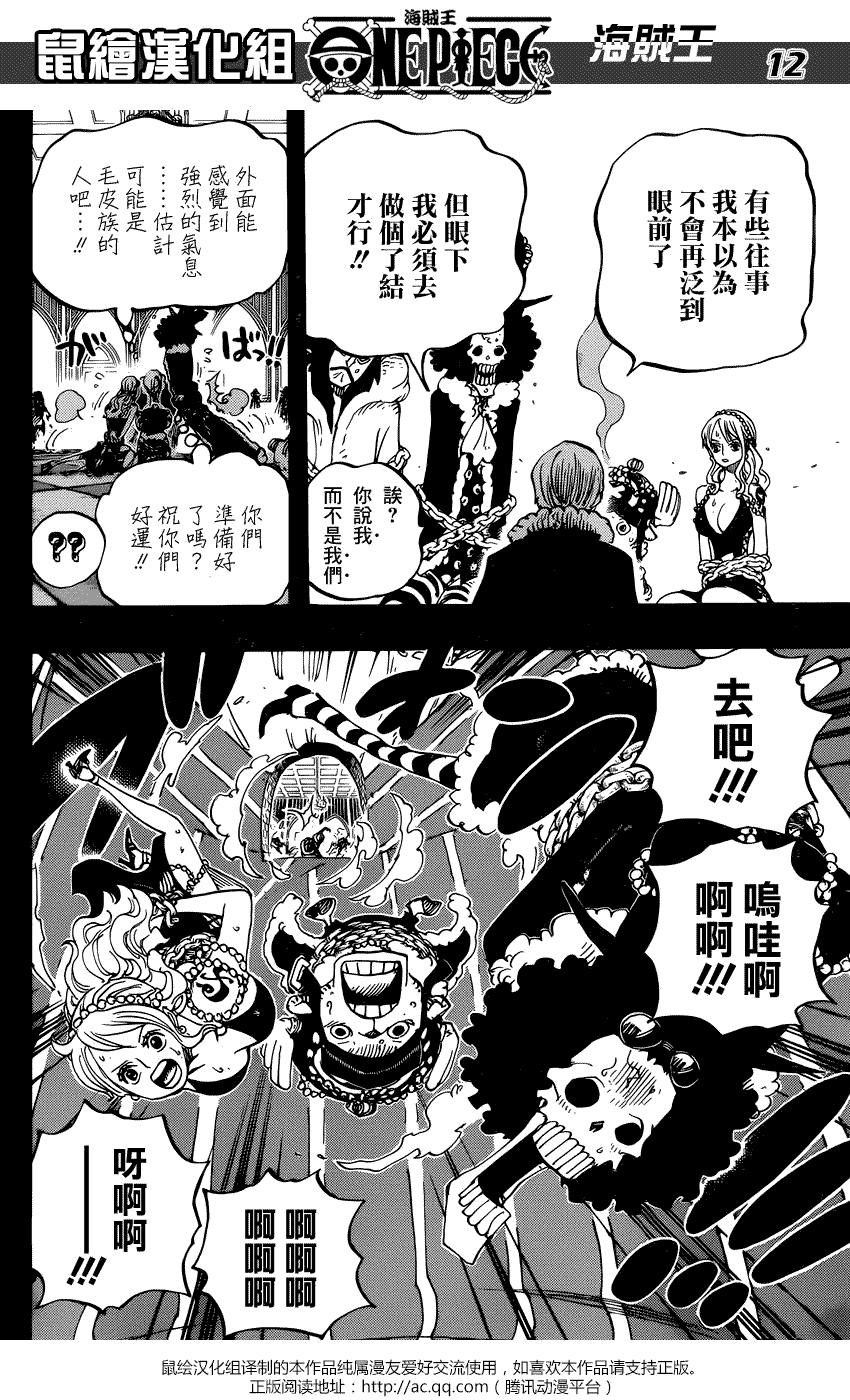 鼠繪漢化組
海賊王
ONE PIECE
海賊王
12
有些往事
我本以為
不會再泛到
眼前了
但眼下
我必須去
做個了結
才行!!
誒？
你說我
而不是我們
外面能
感覺到
強烈的氣息
……估計
可能是
毛皮族的
人吧…!!
ガ
ばっ!!
你們
準備好
了嗎？
祝你們
好運!!
??
去吧!!!
嗚哇啊
啊啊!!!
呀啊啊
——!!!
啊啊啊
啊啊啊
鼠绘汉化组译制的本作品纯属漫友爱好交流使用，如喜欢本作品请支持正版。
正版阅读地址：http://ac.qq.com（腾讯动漫平台）